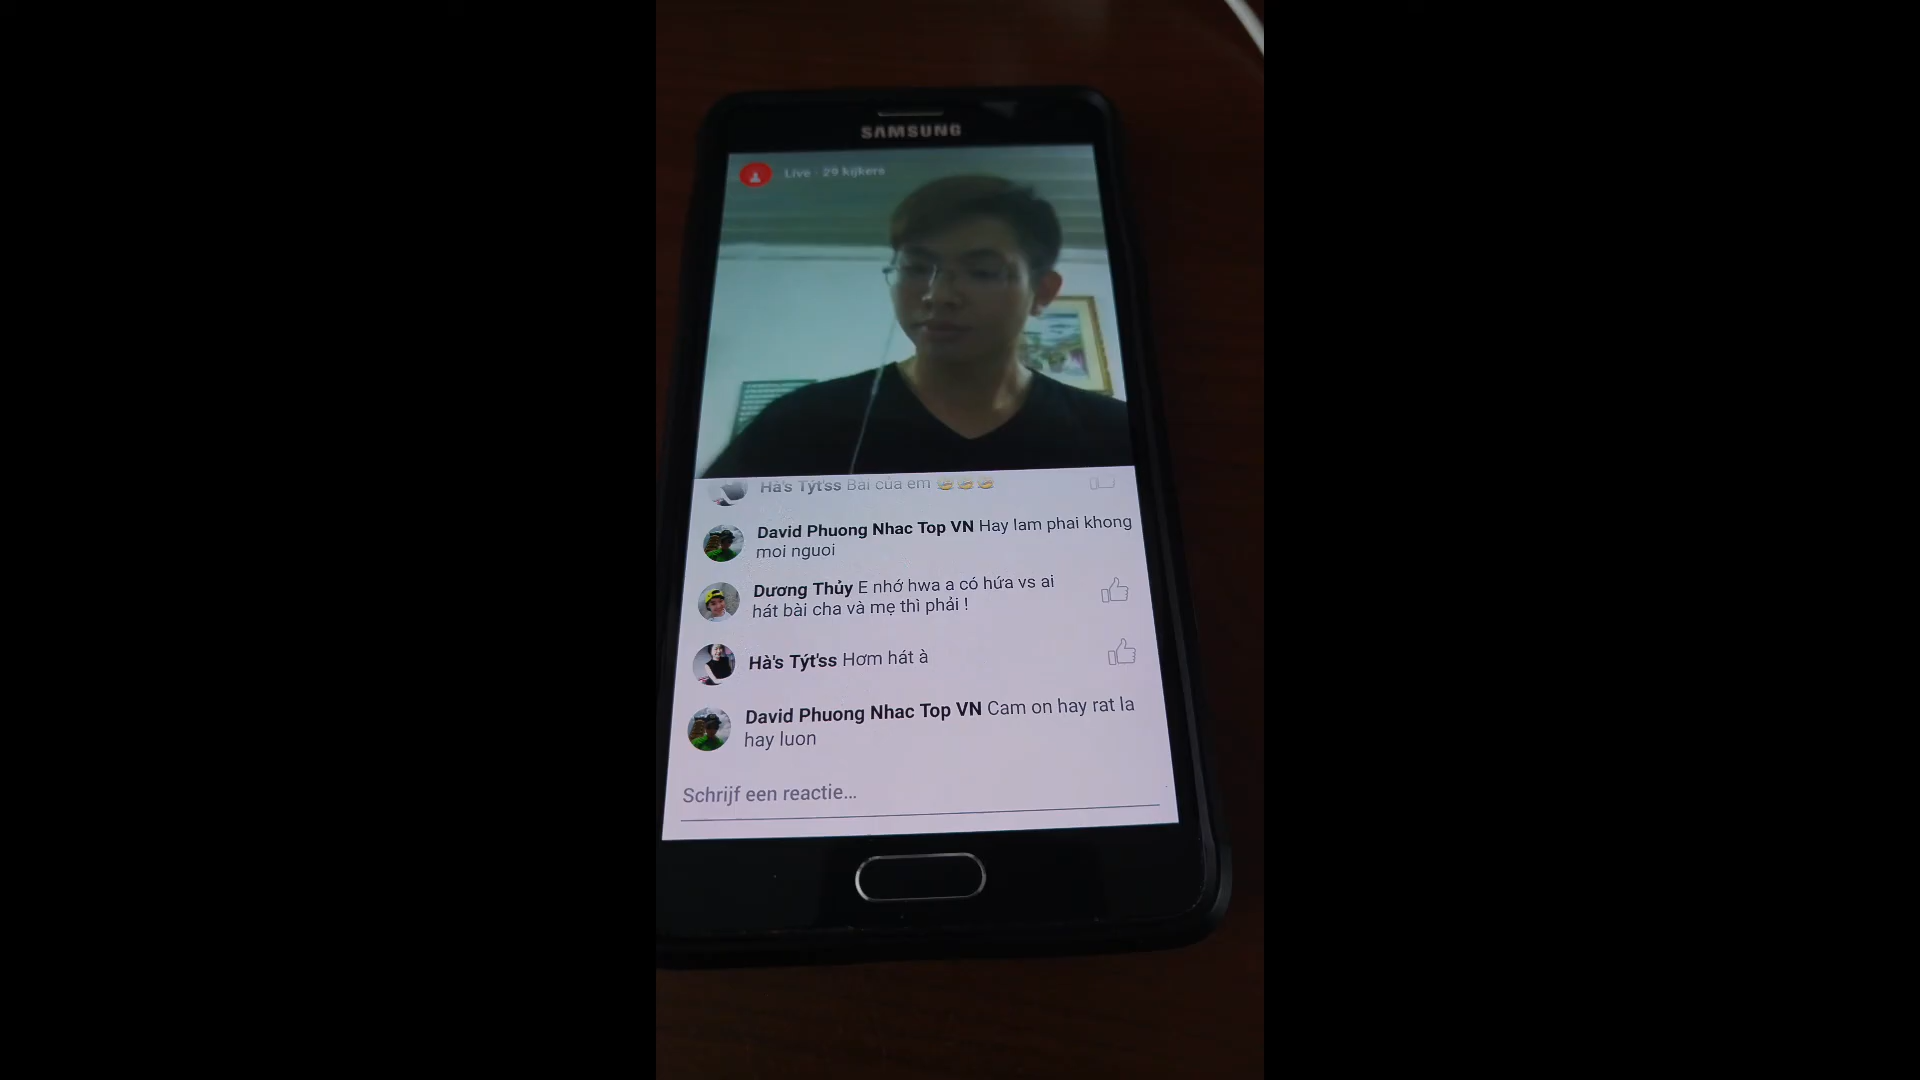 SAMSUNG
Live · 29 kijkers
Hà's Týt'ss Bài của em
David Phuong Nhac Top VN Hay lam phai khong
moi nguoi
Dương Thủy E nhớ hwa a có hứa vs ai
hát bài cha và mẹ thì phải !
Hà's Týt'ss Hơm hát à
David Phuong Nhac Top VN Cam on hay rat la
hay luon
Schrijf een reactie...